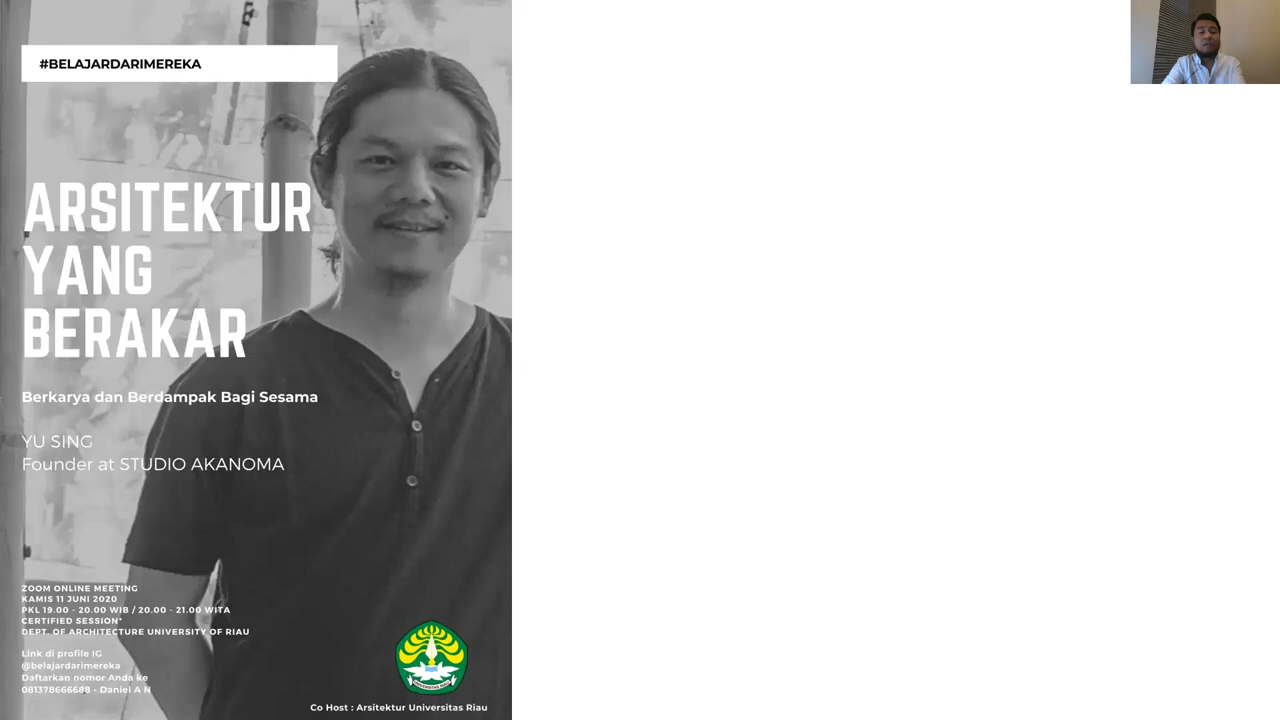 #BELAJARDARIMEREKA
ARSITEKTUR
YANG
BERAKAR
Berkarya dan Berdampak Bagi Sesama
YU SING
Founder at STUDIO AKANOMA
ZOOM ONLINE MEETING
KAMIS 11 JUNI 2020
PKL 19.00 - 20.00 WIB / 20.00 - 21.00 WITA
CERTIFIED SESSION*
DEPT. OF ARCHITECTURE UNIVERSITY OF RIAU
Link di profile IG
@belajardarimereka
Daftarkan nomor Anda ke
081378666688 - Daniel A N
UNIVERSITAS RIAU
Co Host : Arsitektur Universitas Riau